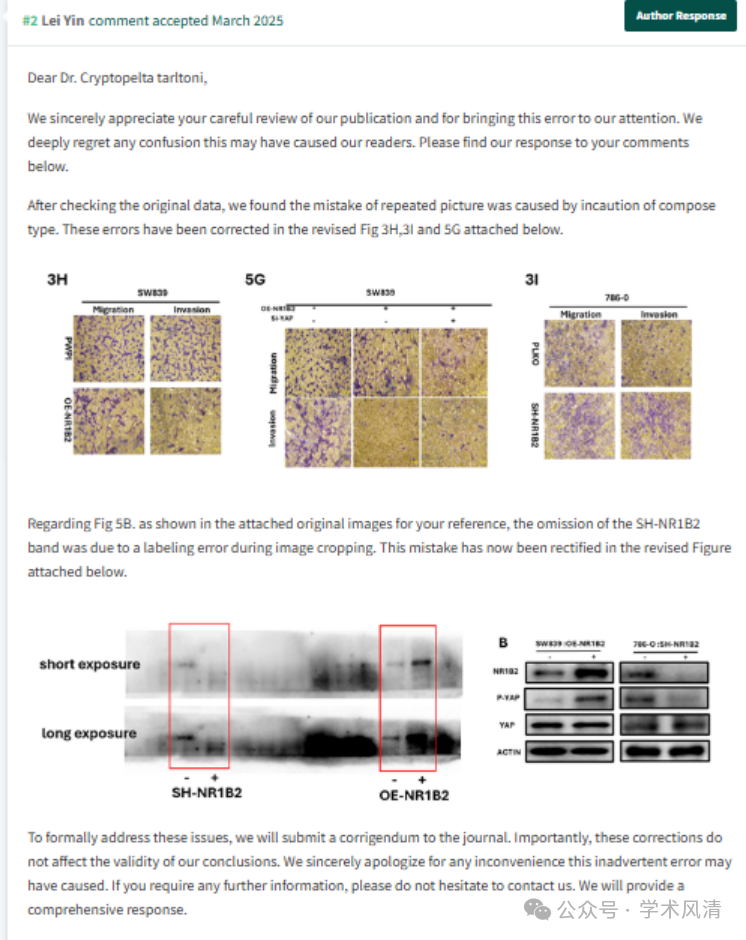 #2 Lei Yin comment accepted March 2025
Author Response
Dear Dr. Cryptopelta tarltoni,
We sincerely appreciate your careful review of our publication and for bringing this error to our attention. We
deeply regret any confusion this may have caused our readers. Please find our response to your comments
below.
After checking the original data, we found the mistake of repeated picture was caused by incaution of compose
type. These errors have been corrected in the revised Fig 3H,3I and 5G attached below.
3H
SW839
Migration Invasion
PWPI
OE-NR1B2
5G
SW839
OE-NR1B2 - + +
Si-YAP - - +
Migration
Invasion
3I
786-0
Migration Invasion
PLKO
SH-NR1B2
Regarding Fig 5B. as shown in the attached original images for your reference, the omission of the SH-NR1B2
band was due to a labeling error during image cropping. This mistake has now been rectified in the revised Figure
attached below.
short exposure
long exposure
- + - +
SH-NR1B2 OE-NR1B2
B
SW839:OE-NR1B2 786-O:SH-NR1B2
- + - +
NR1B2
P-YAP
YAP
ACTIN
To formally address these issues, we will submit a corrigendum to the journal. Importantly, these corrections do
not affect the validity of our conclusions. We sincerely apologize for any inconvenience this inadvertent error may
have caused. If you require any further information, please do not hesitate to contact us. We will provide a
comprehensive response.
公众号 · 学术风清